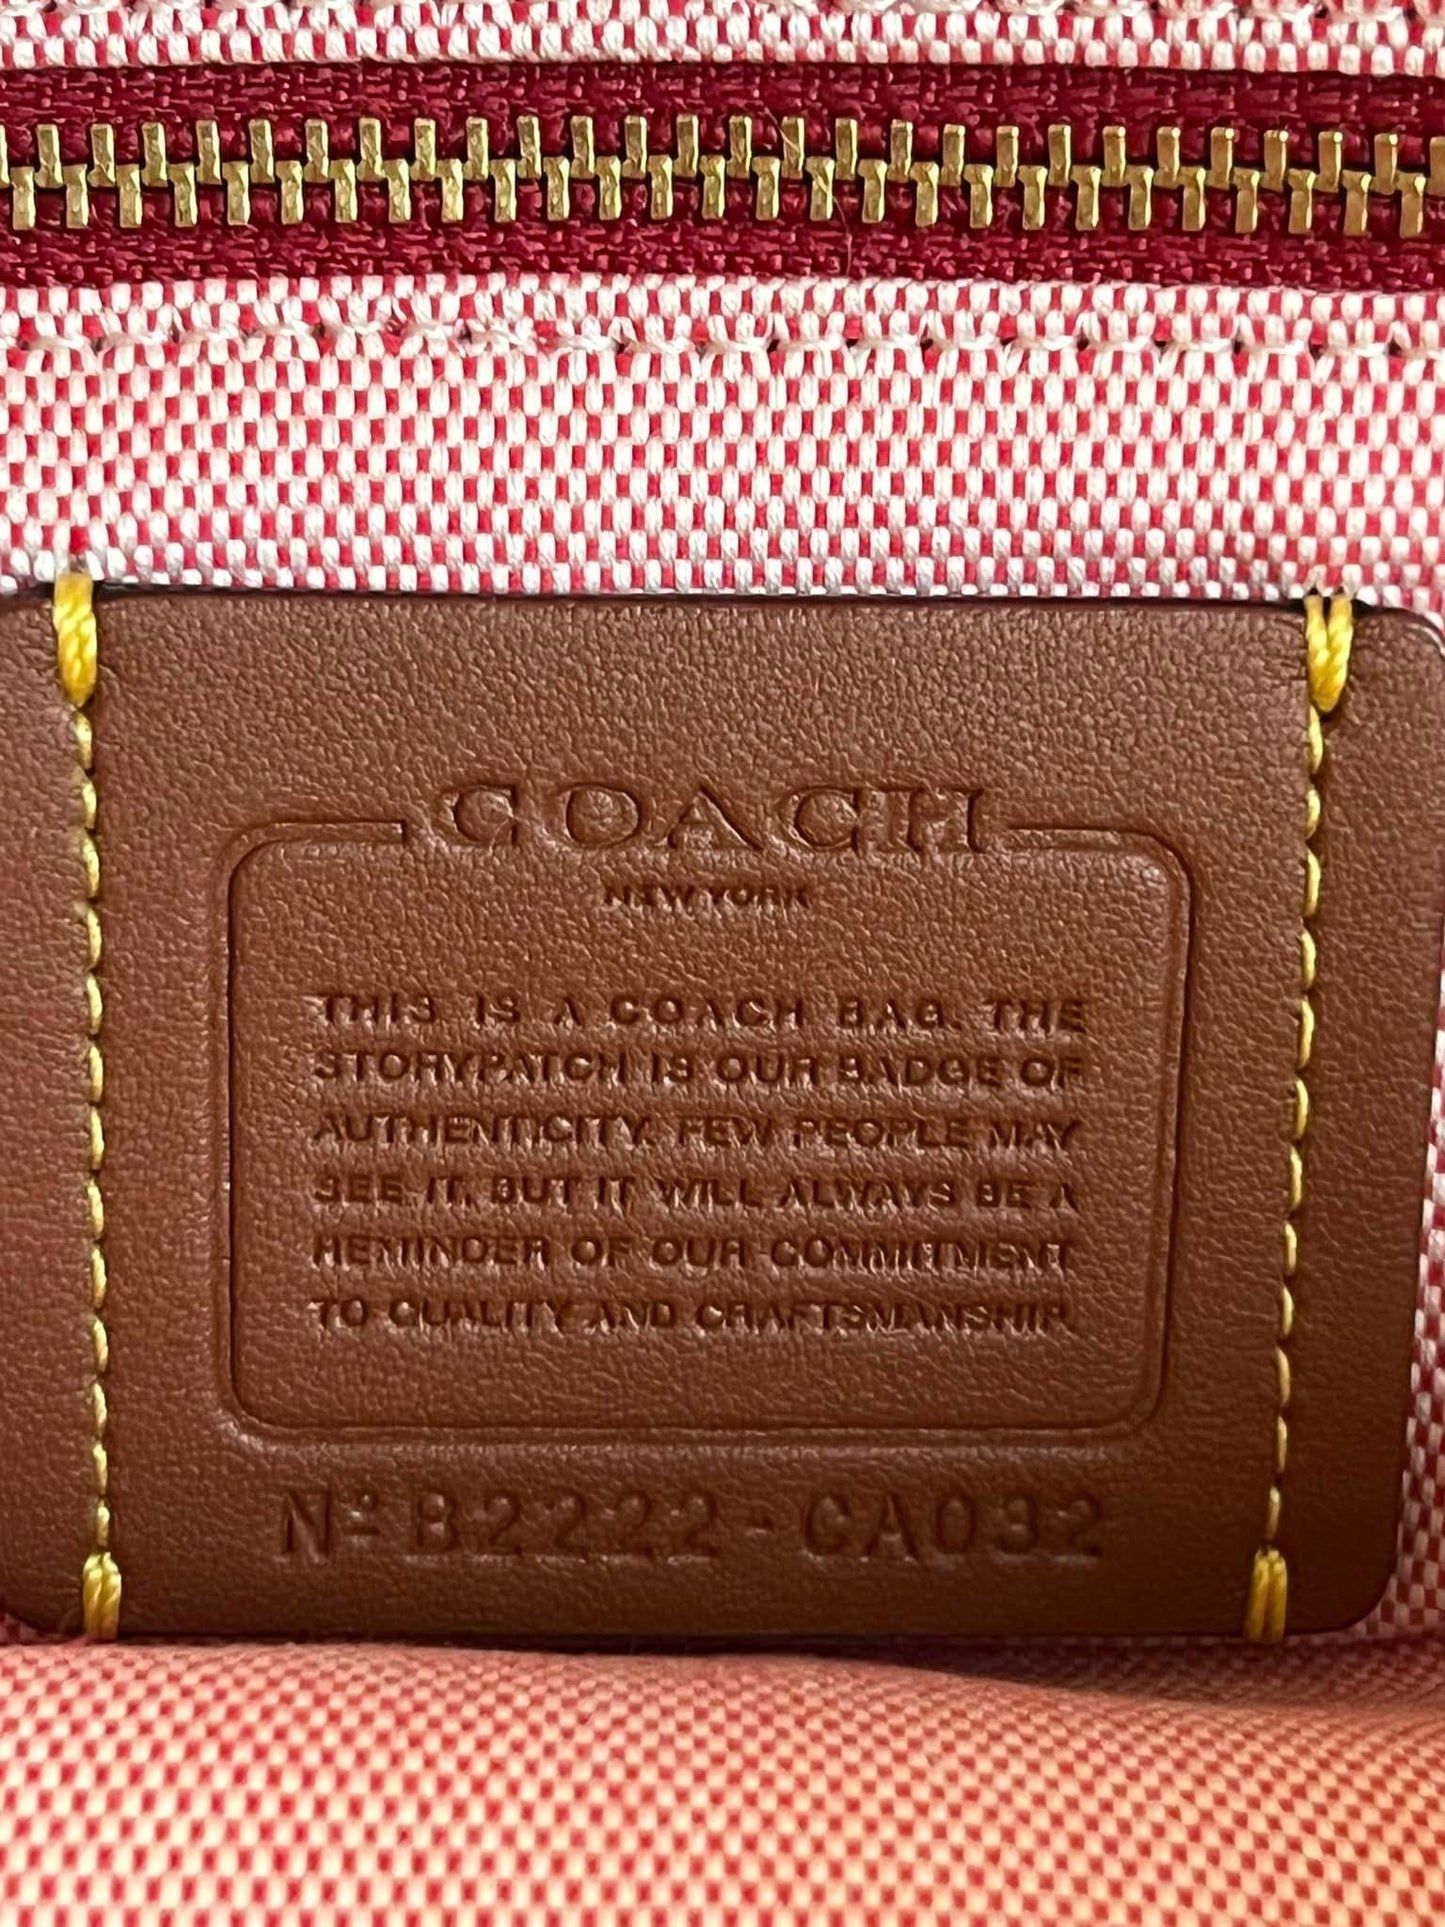 COACH
NEW YORK
THIS IS A COACH BAG. THE
STORYPATCH IS OUR BADGE OF
AUTHENTICITY. FEW PEOPLE MAY
SEE IT, BUT IT WILL ALWAYS BE A
REMINDER OF OUR COMMITMENT
TO QUALITY AND CRAFTSMANSHIP.
Nº B2222-CA032